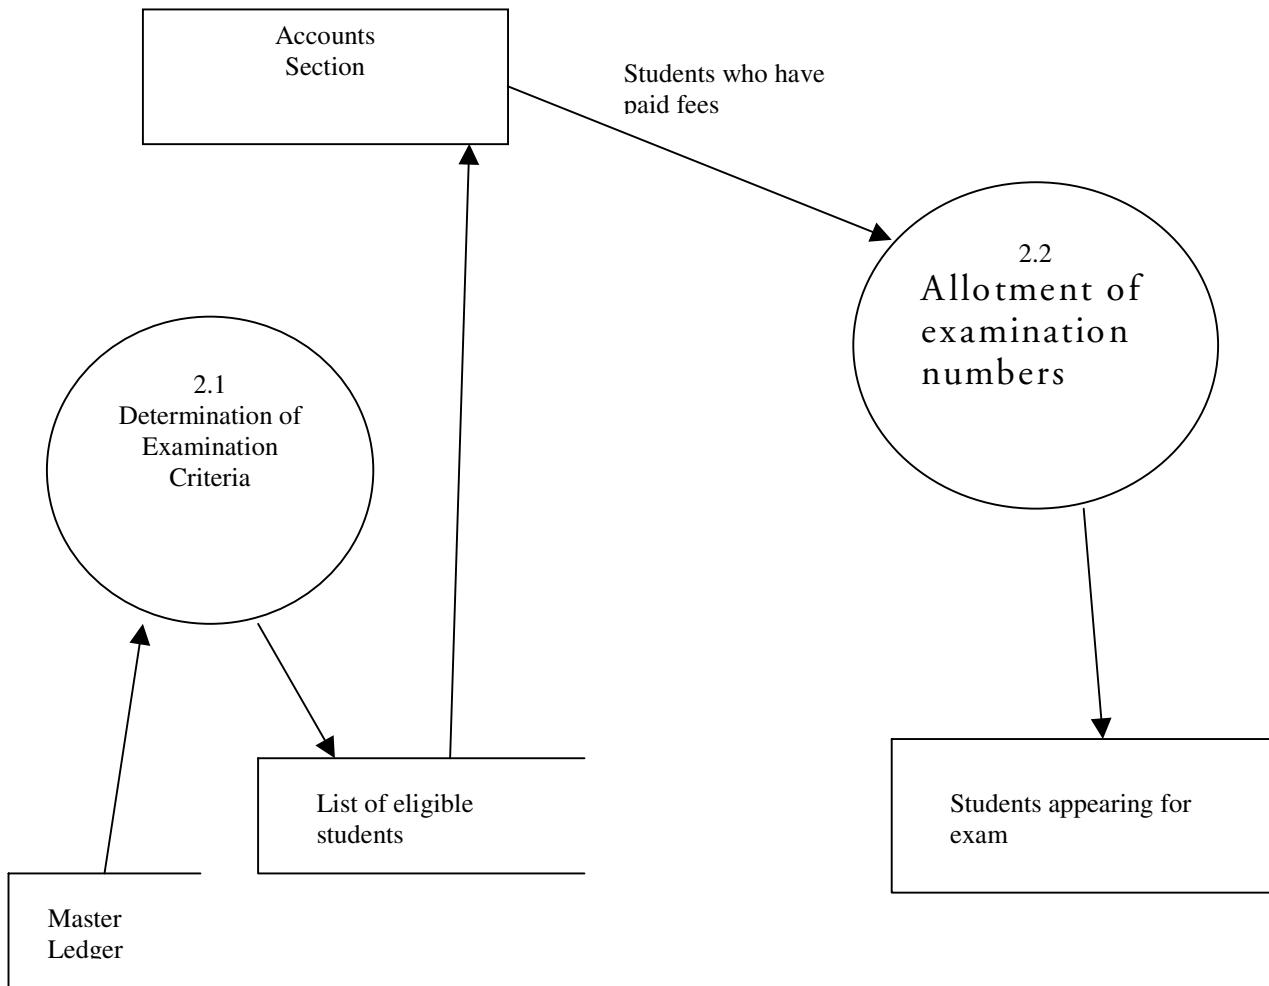 Accounts
Section
Students who have
paid fees
2.2
Allotment of
examination
numbers
2.1
Determination of
Examination
Criteria
List of eligible
students
Students appearing for
exam
Master
Ledger